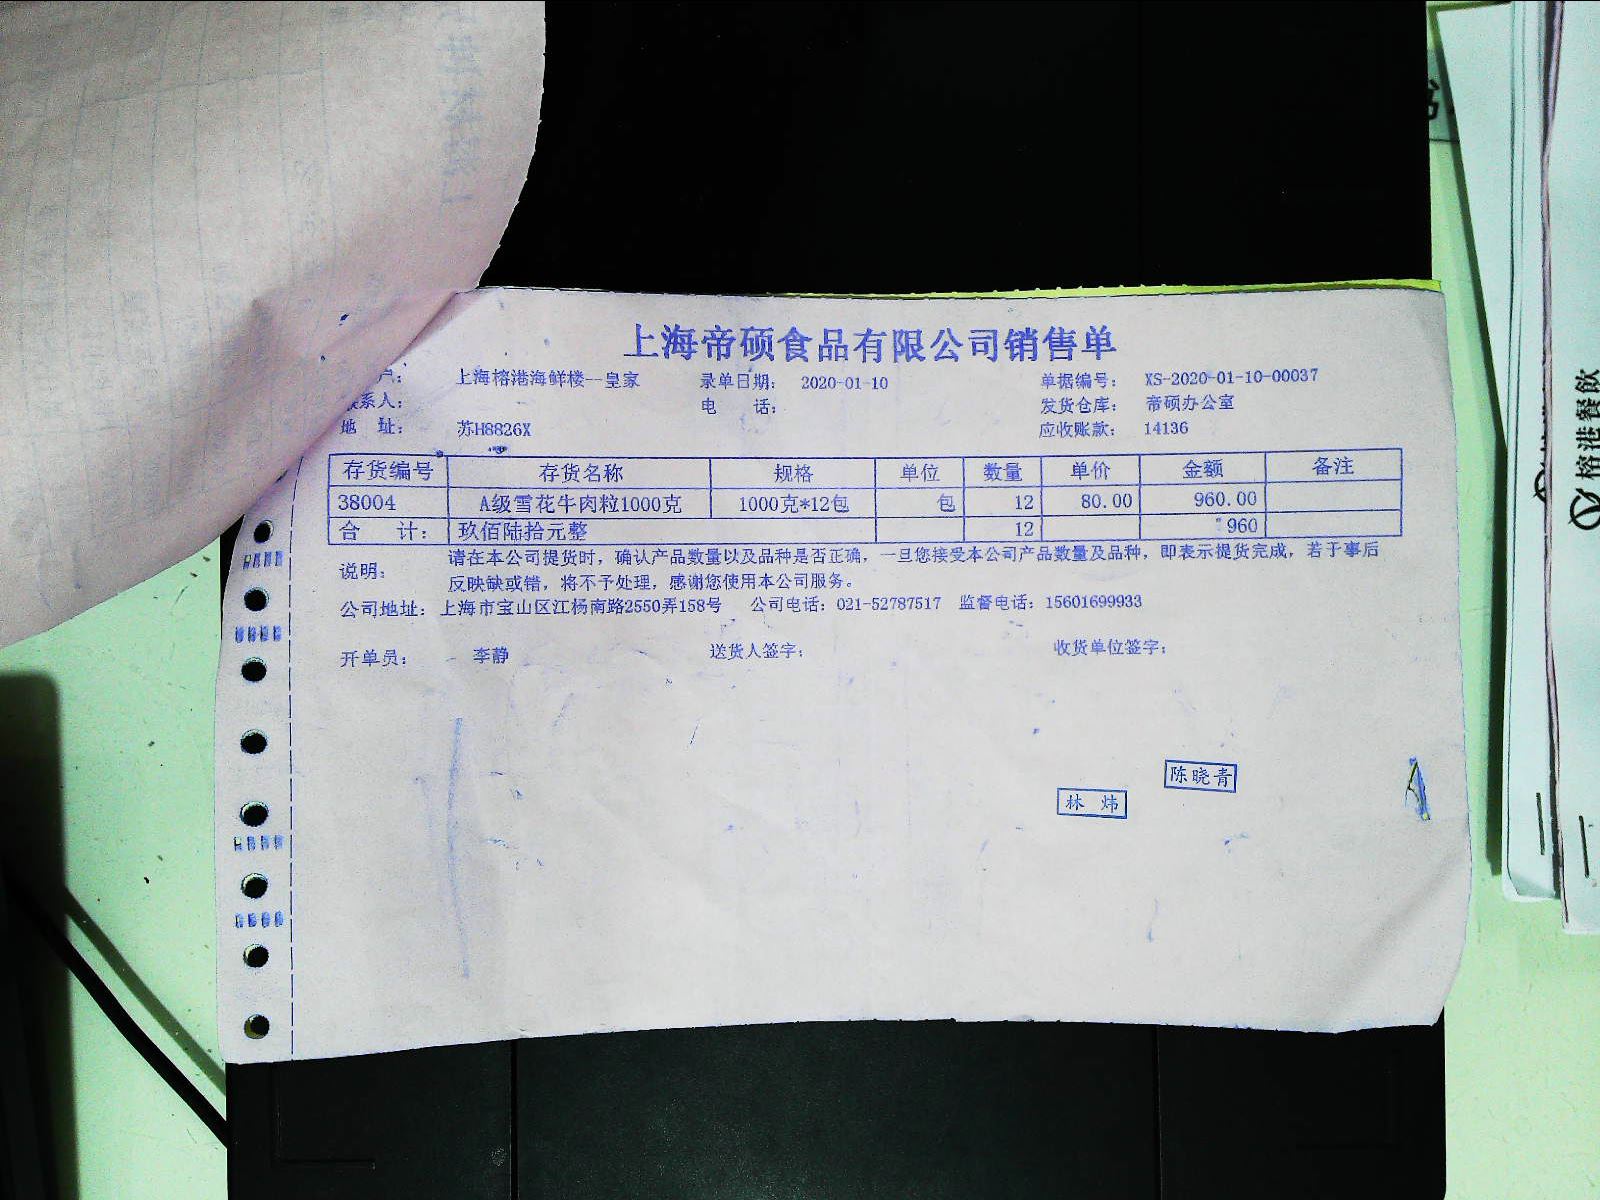 上海帝硕食品有限公司销售单
户： 上海榕港海鲜楼--皇家 录单日期： 2020-01-10 单据编号： XS-2020-01-10-00037
系人： 电 话： 发货仓库： 帝硕办公室
地 址： 苏H8826X 应收账款： 14136
存货编号 存货名称 规格 单位 数量 单价 金额 备注
38004 A级雪花牛肉粒1000克 1000克*12包 包 12 80.00 960.00
合 计： 玖佰陆拾元整 12 960
说明： 请在本公司提货时，确认产品数量以及品种是否正确，一旦您接受本公司产品数量及品种，即表示提货完成，若于事后
反映缺或错，将不予处理，感谢您使用本公司服务。
公司地址： 上海市宝山区江杨南路2550弄158号 公司电话：021-52787517 监督电话：15601699933
开单员： 李静 送货人签字： 收货单位签字：
陈晓青
林 炜
榕港餐飲